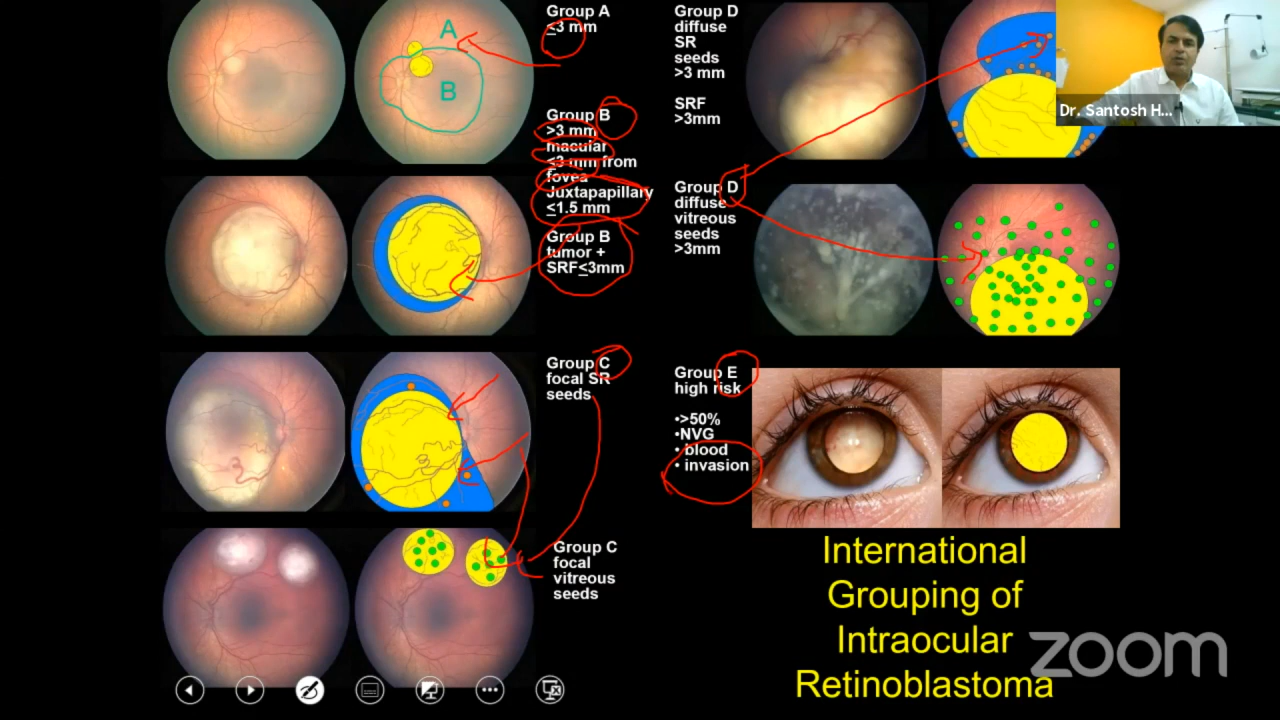 Group A
≤3 mm
A
B
Group B
>3 mm
macular
≤3 mm from
fovea
Juxtapapillary
≤1.5 mm
Group B
tumor +
SRF≤3mm
Group C
focal SR
seeds
Group C
focal
vitreous
seeds
Group D
diffuse
SR
seeds
>3 mm
SRF
>3mm
Group D
diffuse
vitreous
seeds
>3mm
Group E
high risk
•>50%
•NVG
• blood
• invasion
International
Grouping of
Intraocular
Retinoblastoma
Dr. Santosh H...
zoom